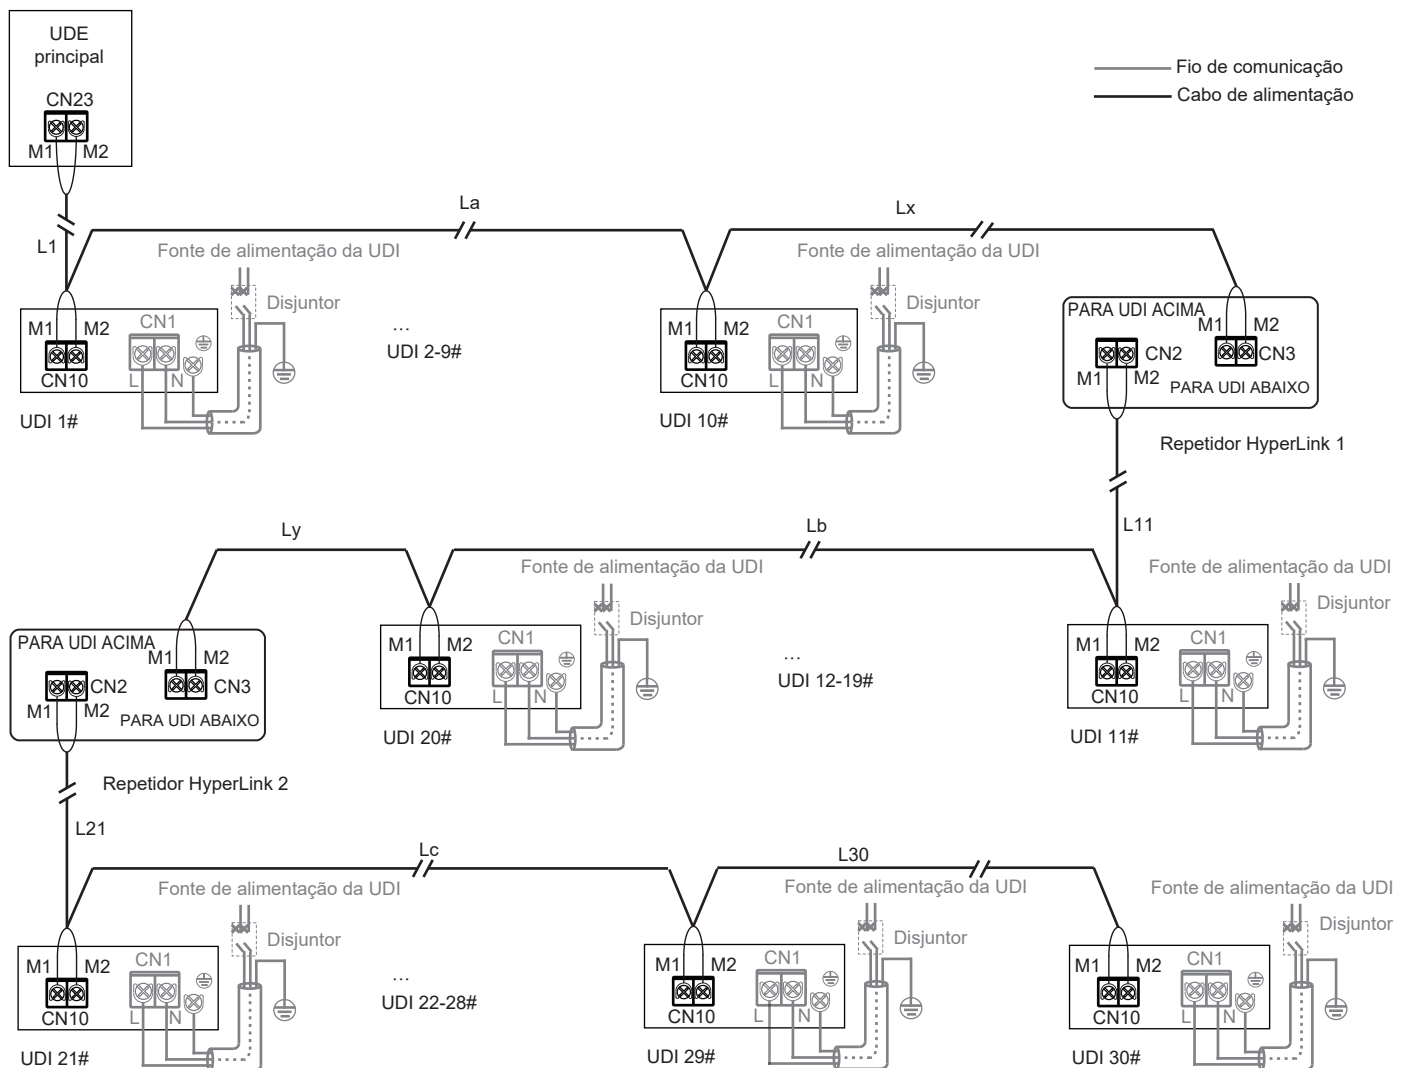 UDE
principal
CN23
M1 M2
Fio de comunicação
Cabo de alimentação
L1
La
Lx
Fonte de alimentação da UDI
Disjuntor
M1 M2
CN1
CN10
L N
UDI 1#
...
UDI 2-9#
Fonte de alimentação da UDI
Disjuntor
M1 M2
CN1
CN10
L N
UDI 10#
PARA UDI ACIMA
M1 M2
CN2
CN3
M1 M2
PARA UDI ABAIXO
Repetidor HyperLink 1
L11
Ly
Lb
PARA UDI ACIMA
M1 M2
CN2
CN3
M1 M2
PARA UDI ABAIXO
Repetidor HyperLink 2
Fonte de alimentação da UDI
Disjuntor
M1 M2
CN1
CN10
L N
UDI 20#
...
UDI 12-19#
Fonte de alimentação da UDI
Disjuntor
M1 M2
CN1
CN10
L N
UDI 11#
L21
Lc
L30
Fonte de alimentação da UDI
Disjuntor
M1 M2
CN1
CN10
L N
UDI 21#
...
UDI 22-28#
Fonte de alimentação da UDI
Disjuntor
M1 M2
CN1
CN10
L N
UDI 29#
Fonte de alimentação da UDI
Disjuntor
M1 M2
CN1
CN10
L N
UDI 30#